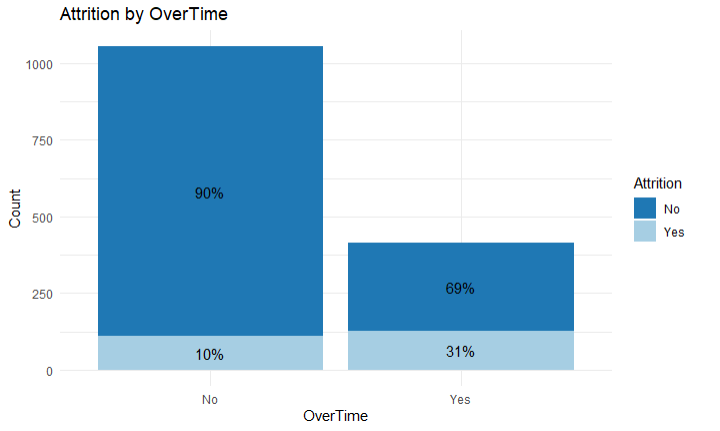 Attrition by OverTime
Count
1000
750
500
250
0
90%
10%
69%
31%
No
Yes
OverTime
Attrition
No
Yes